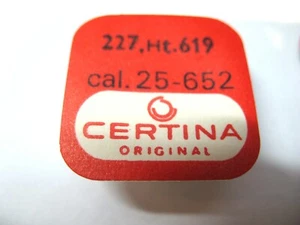 227,Ht.619
cal. 25-652
CERTINA
ORIGINAL